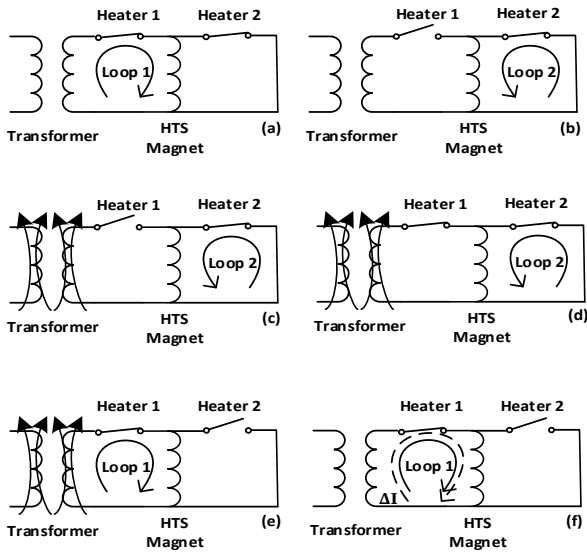 Heater 1 Heater 2
Loop 1
Transformer HTS Magnet (a)
Heater 1 Heater 2
Loop 2
Transformer HTS Magnet (b)
Heater 1 Heater 2
Loop 2
Transformer HTS Magnet (c)
Heater 1 Heater 2
Loop 2
Transformer HTS Magnet (d)
Heater 1 Heater 2
Loop 1
Transformer HTS Magnet (e)
Heater 1 Heater 2
Loop 1
ΔI
Transformer HTS Magnet (f)